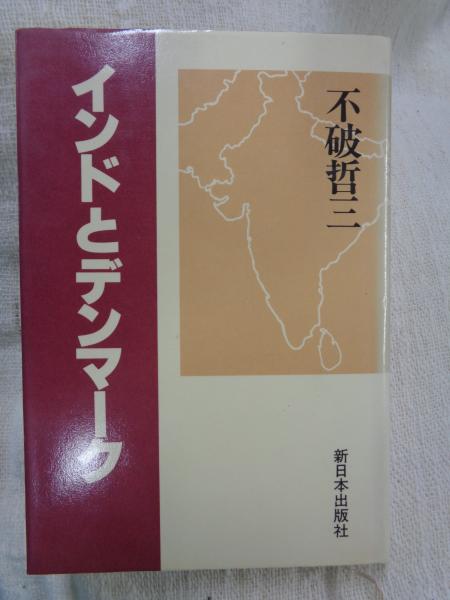 不破哲三
インドとデンマーク
新日本出版社